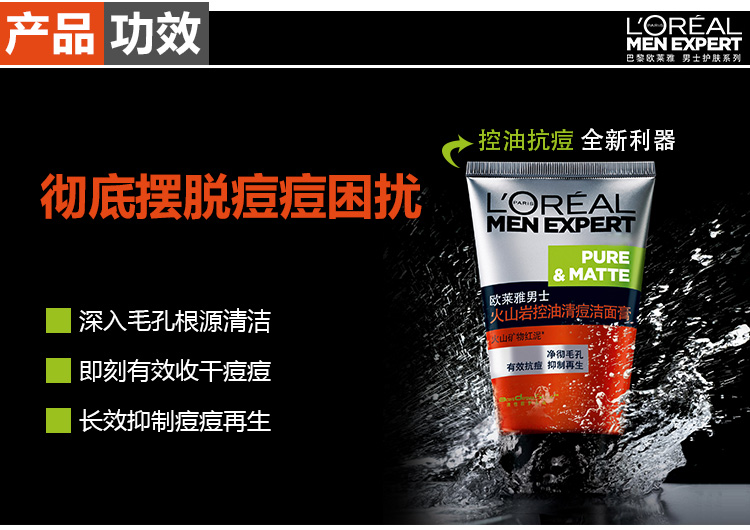 产品 功效
L'ORÉAL
MEN EXPERT
巴黎欧莱雅 男士护肤系列
控油抗痘 全新利器
彻底摆脱痘痘困扰
深入毛孔根源清洁
即刻有效收干痘痘
长效抑制痘痘再生
L'ORÉAL
PARIS
MEN EXPERT
PURE
& MATTE
欧莱雅男士
火山岩控油清痘洁面膏
火山矿物红泥*
净彻毛孔
有效抗痘 抑制再生